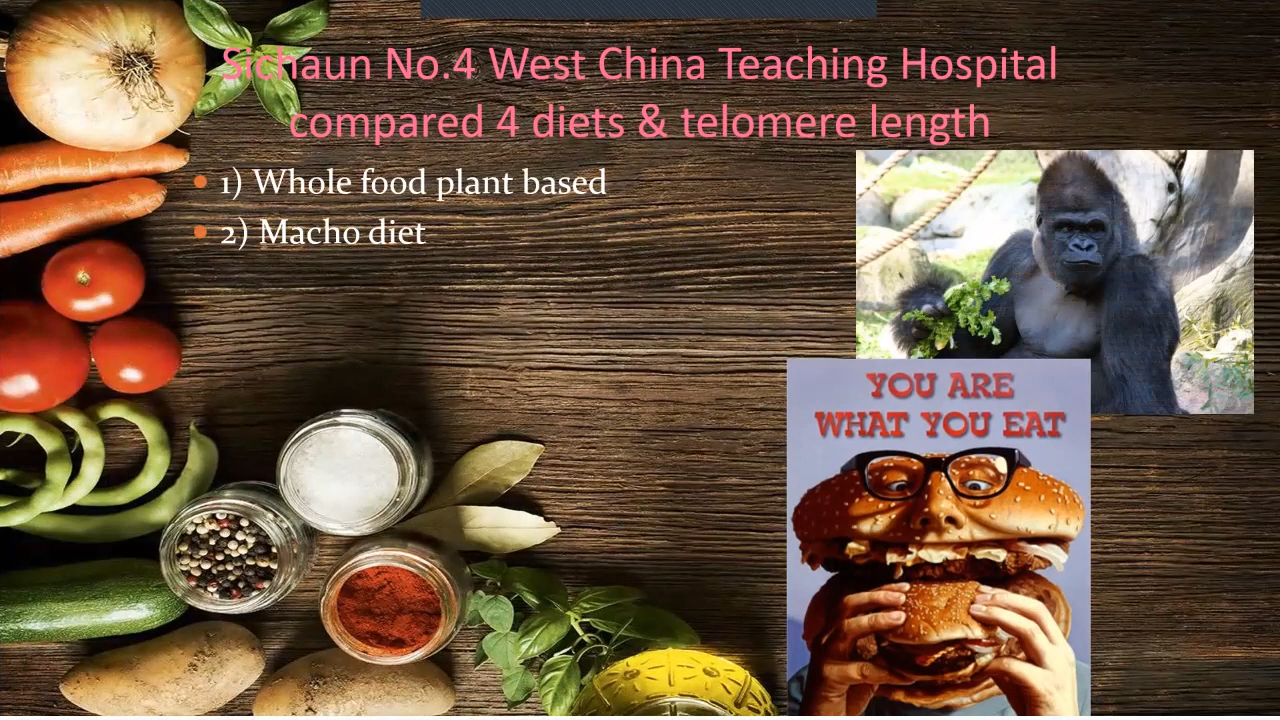 Sichaun No.4 West China Teaching Hospital
compared 4 diets & telomere length
1) Whole food plant based
2) Macho diet
YOU ARE
WHAT YOU EAT